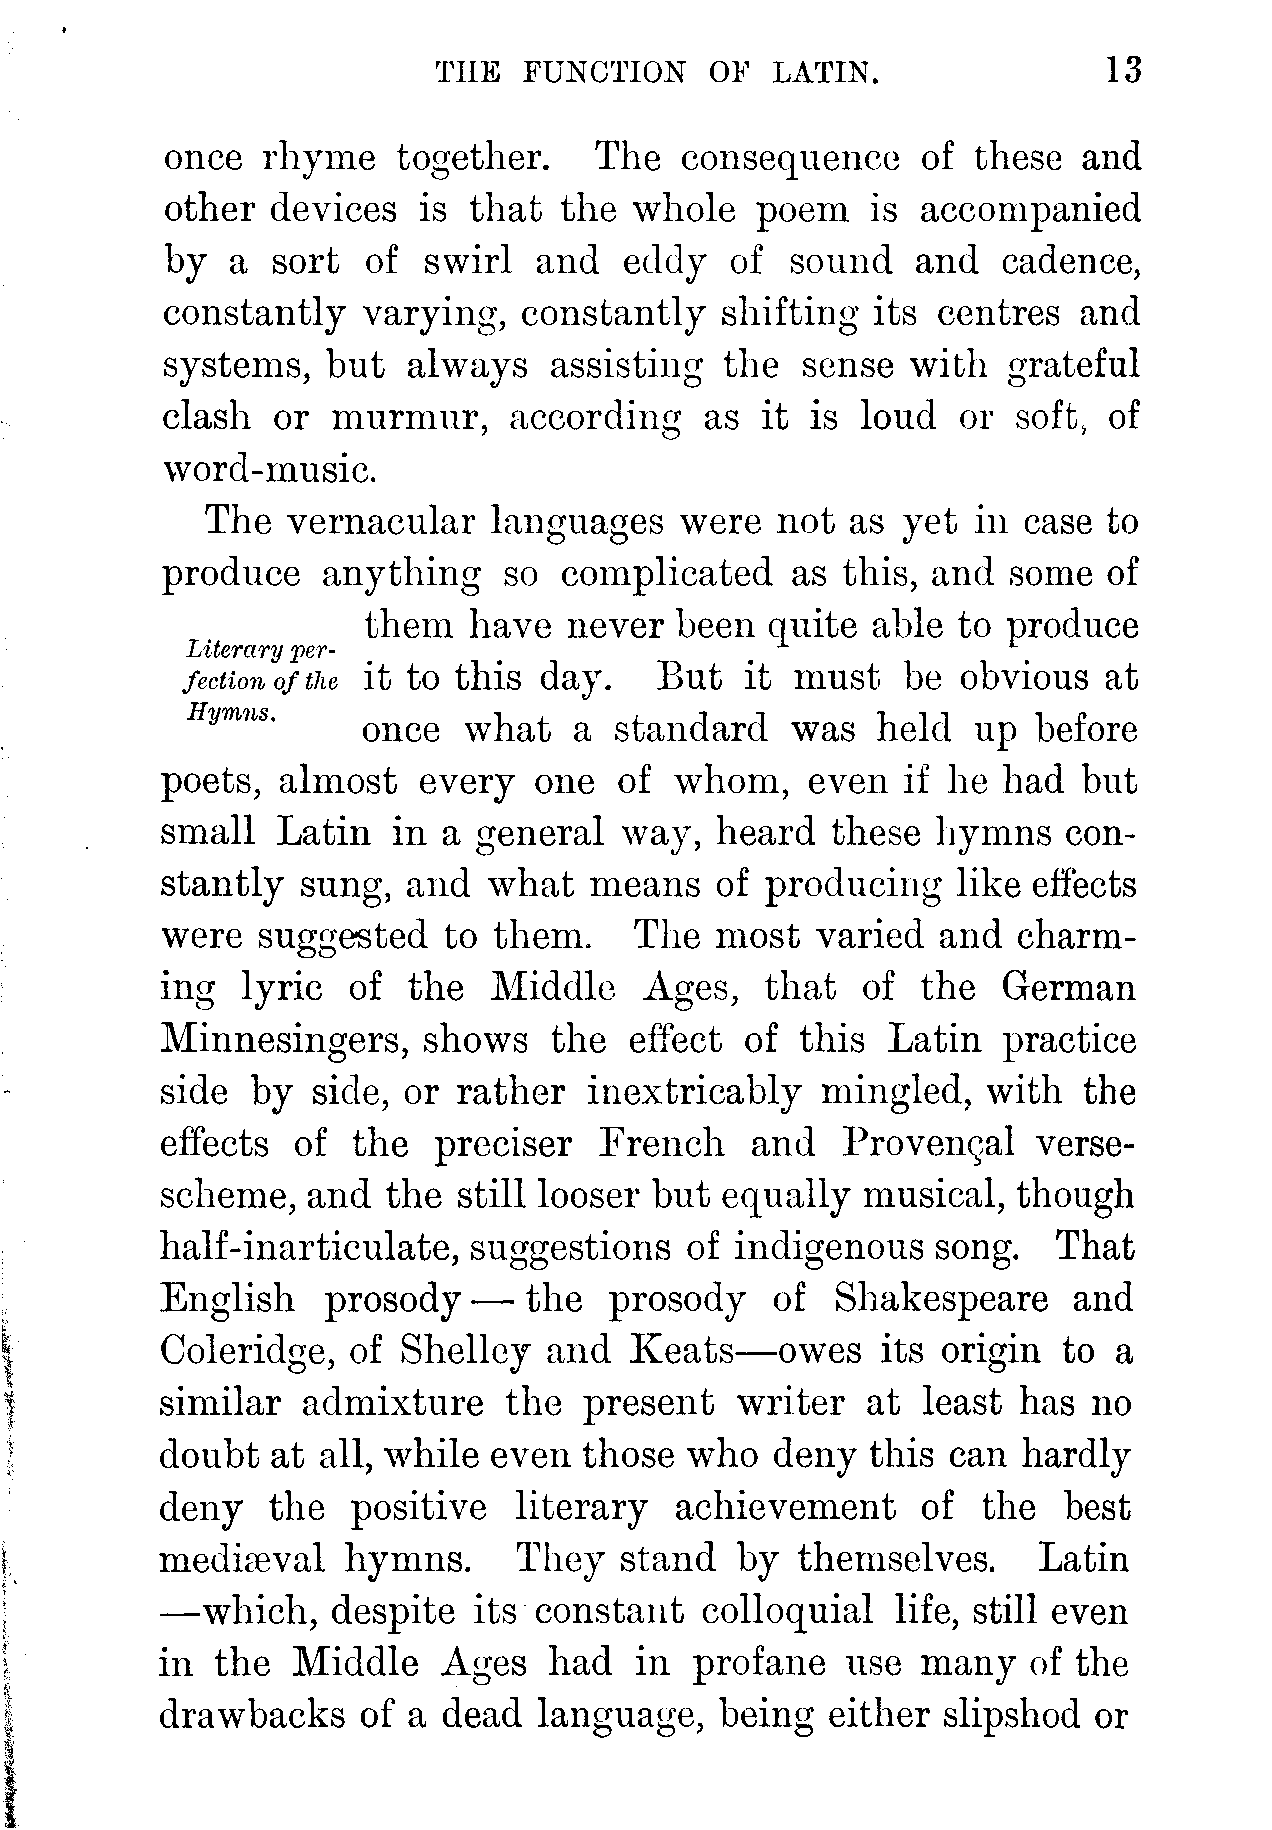 THE FUNCTION OF LATIN. 13
once rhyme together. The consequence of these and
other devices is that the whole poem is accompanied
by a sort of swirl and eddy of sound and cadence,
constantly varying, constantly shifting its centres and
systems, but always assisting the sense with grateful
clash or murmur, according as it is loud or soft, of
word-music.
The vernacular languages were not as yet in case to
produce anything so complicated as this, and some of
them have never been quite able to produce
Literary per-
fection of the
Hymns.
it to this day. But it must be obvious at
once what a standard was held up before
poets, almost every one of whom, even if he had but
small Latin in a general way, heard these hymns con-
stantly sung, and what means of producing like effects
were suggested to them. The most varied and charm-
ing lyric of the Middle Ages, that of the German
Minnesingers, shows the effect of this Latin practice
side by side, or rather inextricably mingled, with the
effects of the preciser French and Provençal verse-
scheme, and the still looser but equally musical, though
half-inarticulate, suggestions of indigenous song. That
English prosody — the prosody of Shakespeare and
Coleridge, of Shelley and Keats—owes its origin to a
similar admixture the present writer at least has no
doubt at all, while even those who deny this can hardly
deny the positive literary achievement of the best
mediæval hymns. They stand by themselves. Latin
—which, despite its constant colloquial life, still even
in the Middle Ages had in profane use many of the
drawbacks of a dead language, being either slipshod or